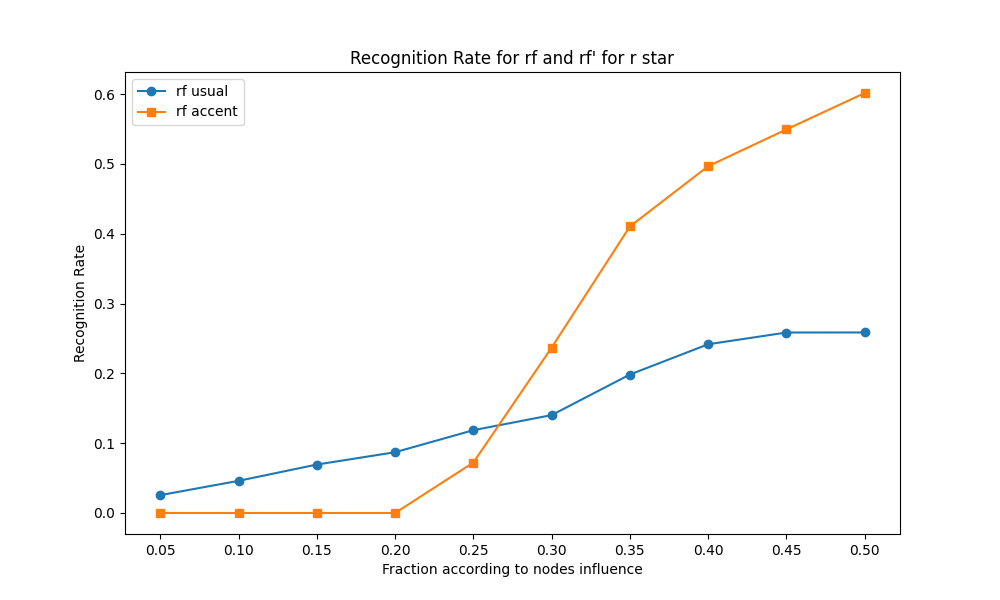 Recognition Rate for rf and rf' for r star
rf usual
rf accent
Recognition Rate
0.6
0.5
0.4
0.3
0.2
0.1
0.0
0.05 0.10 0.15 0.20 0.25 0.30 0.35 0.40 0.45 0.50
Fraction according to nodes influence